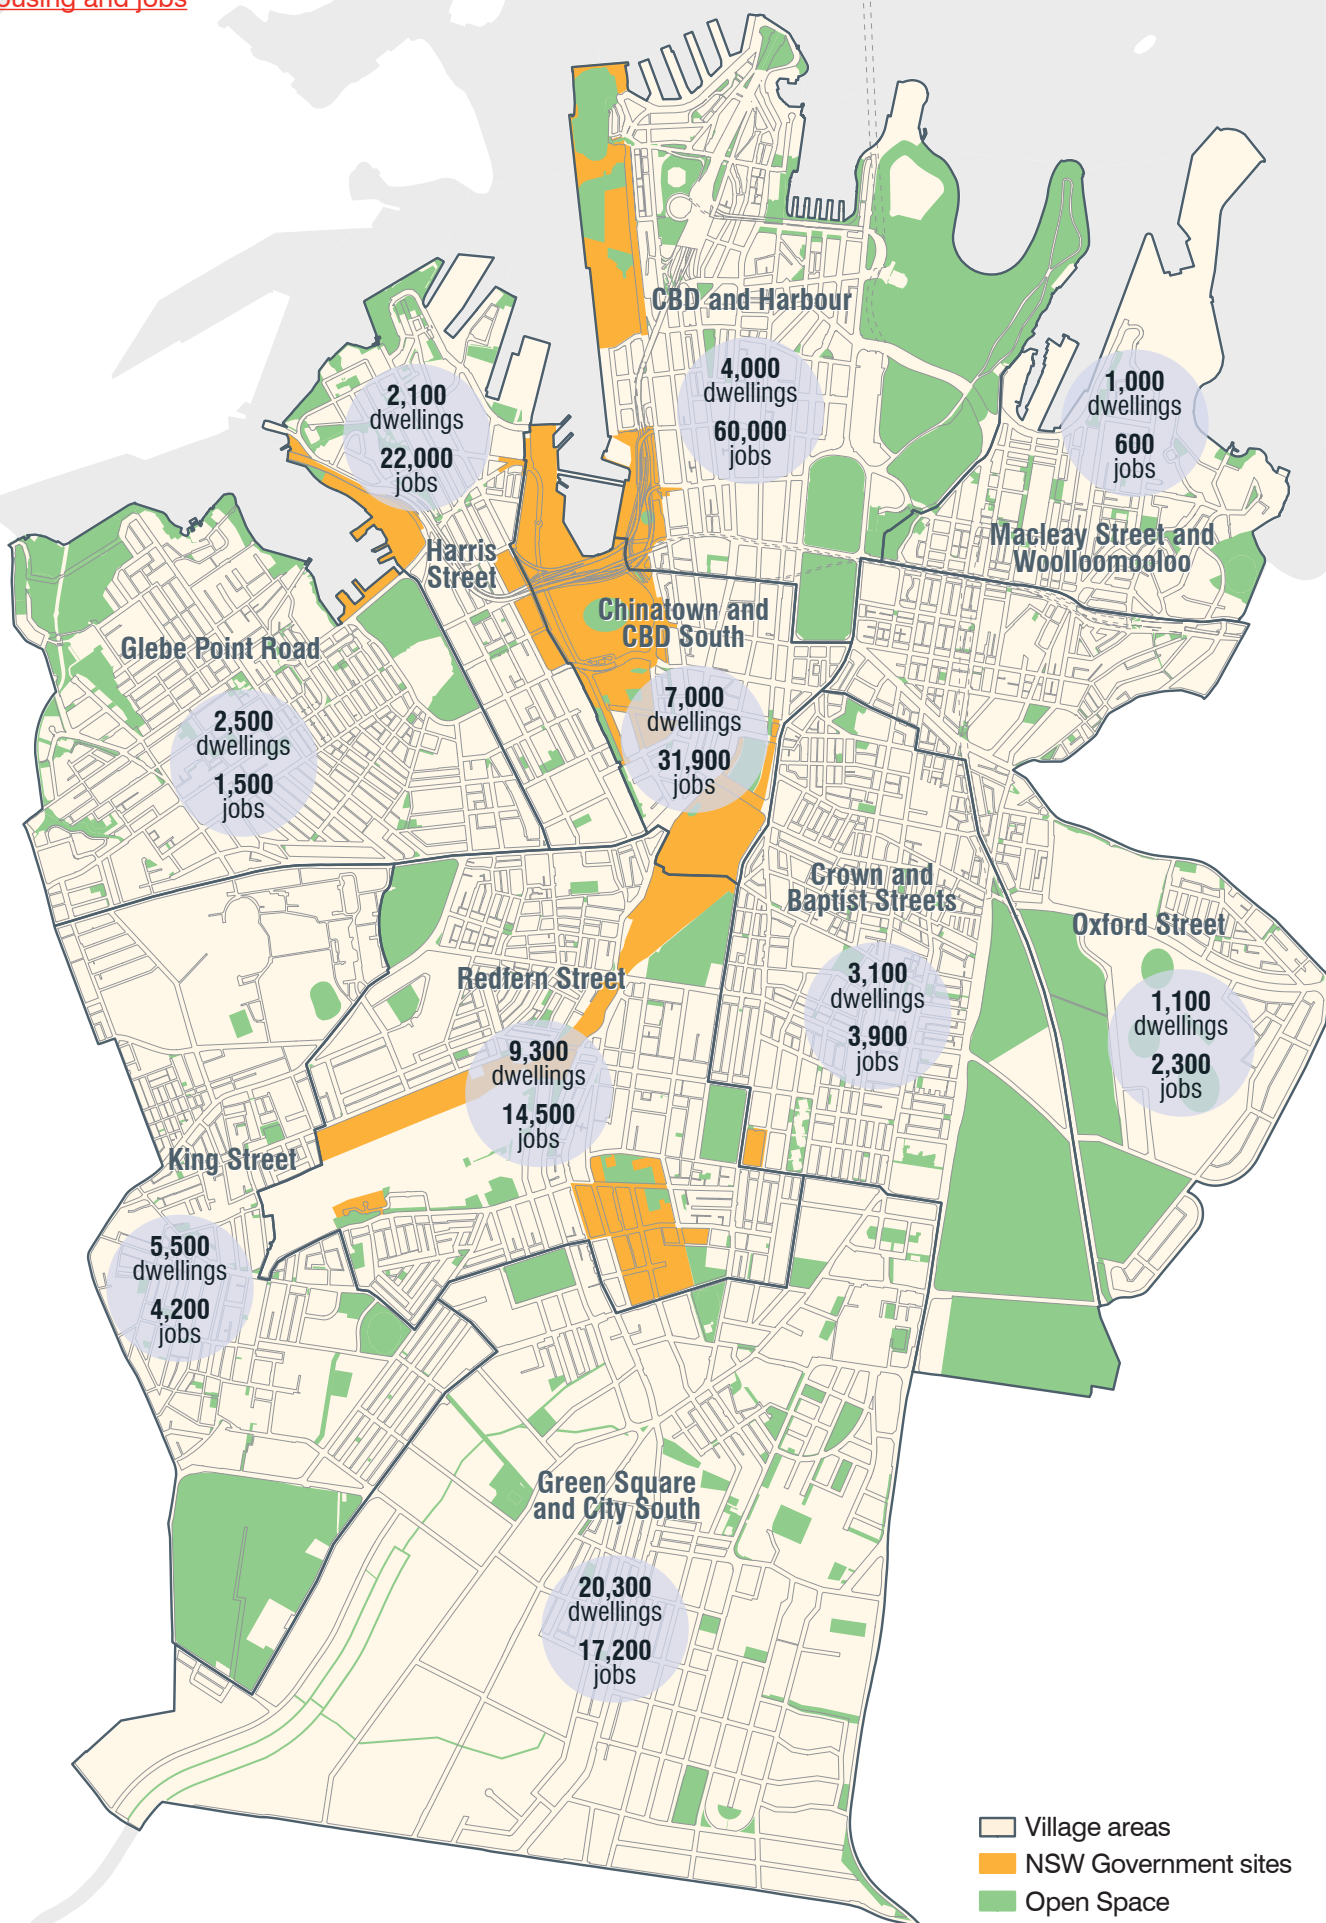 housing and jobs
CBD and Harbour
4,000
dwellings
60,000
jobs
2,100
dwellings
22,000
jobs
1,000
dwellings
600
jobs
Macleay Street and
Woolloomooloo
Harris
Street
Chinatown and
CBD South
7,000
dwellings
31,900
jobs
Glebe Point Road
2,500
dwellings
1,500
jobs
Crown and
Baptist Streets
3,100
dwellings
3,900
jobs
Oxford Street
1,100
dwellings
2,300
jobs
Redfern Street
9,300
dwellings
14,500
jobs
King Street
5,500
dwellings
4,200
jobs
Green Square
and City South
20,300
dwellings
17,200
jobs
Village areas
NSW Government sites
Open Space